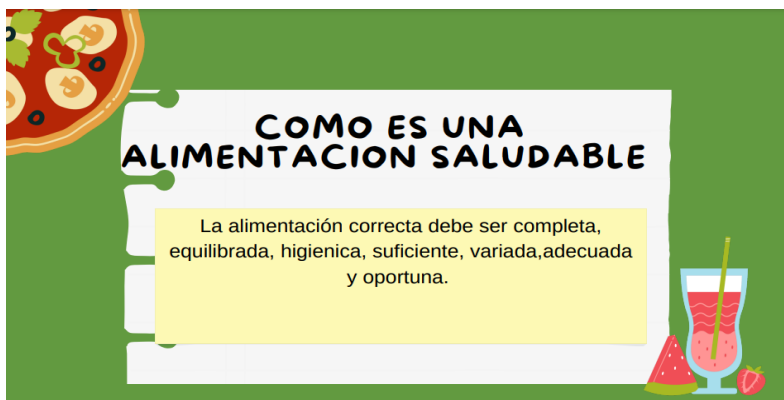 COMO ES UNA
ALIMENTACION SALUDABLE
La alimentación correcta debe ser completa,
equilibrada, higienica, suficiente, variada,adecuada
y oportuna.